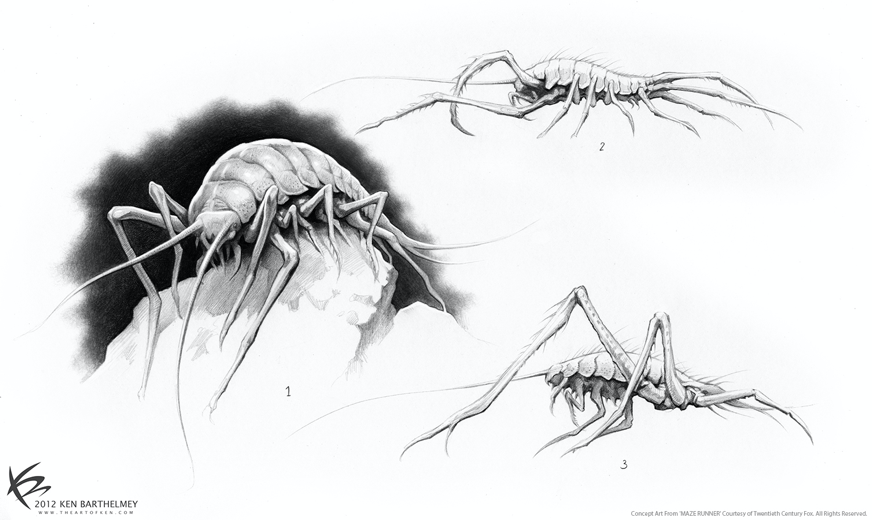 2
1
3
2012 KEN BARTHELMEY
WWW.THEARTOFKEN.COM
Concept Art From 'MAZE RUNNER' Courtesy of Twentieth Century Fox. All Rights Reserved.